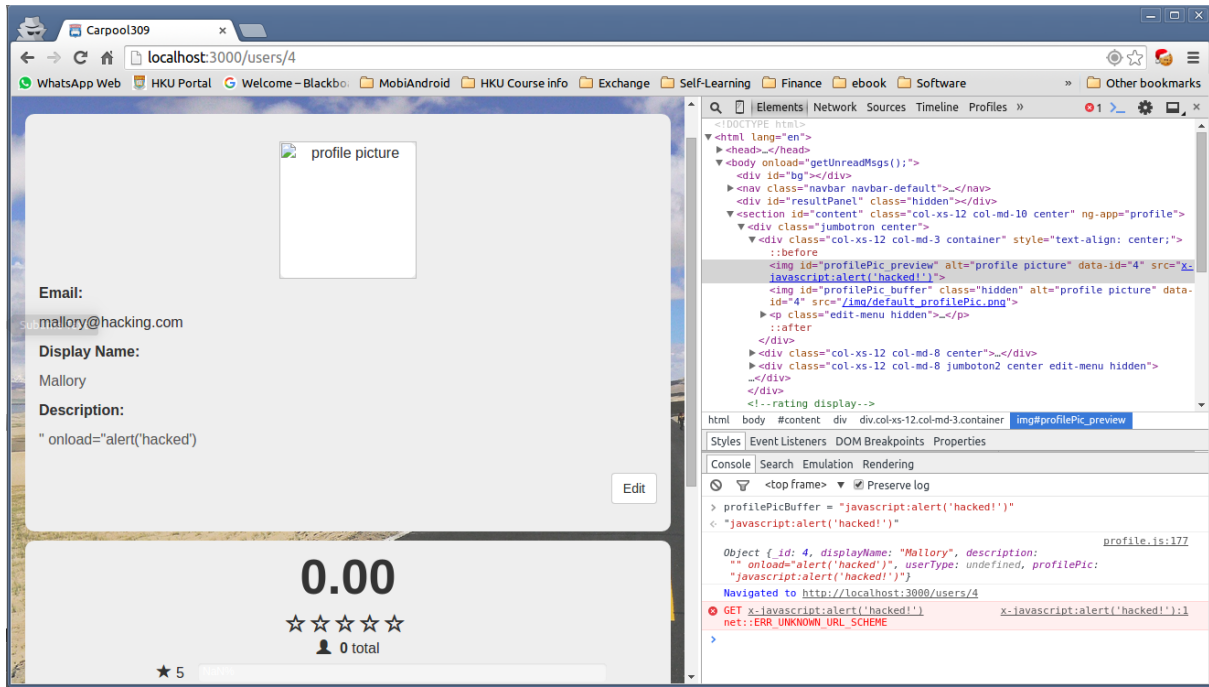 Carpool309 ×
localhost:3000/users/4
WhatsApp Web HKU Portal Welcome – Blackbo MobiAndroid HKU Course info Exchange Self-Learning Finance ebook Software » Other bookmarks
profile picture
Email:
mallory@hacking.com
Display Name:
Mallory
Description:
" onload="alert('hacked')
Edit
0.00
☆☆☆☆☆
0 total
★ 5
Elements Network Sources Timeline Profiles » 1
<!DOCTYPE html>
▼<html lang="en">
▶<head>…</head>
▼<body onload="getUnreadMsgs();">
<div id="bg"></div>
▶<nav class="navbar navbar-default">…</nav>
<div id="resultPanel" class="hidden"></div>
▼<section id="content" class="col-xs-12 col-md-10 center" ng-app="profile">
▼<div class="jumbotron center">
▼<div class="col-xs-12 col-md-3 container" style="text-align: center;">
::before
<img id="profilePic_preview" alt="profile picture" data-id="4" src="x-
javascript:alert('hacked!')">
<img id="profilePic_buffer" class="hidden" alt="profile picture" data-
id="4" src="/img/default_profilePic.png">
▶<p class="edit-menu hidden">…</p>
::after
</div>
▶<div class="col-xs-12 col-md-8 center">…</div>
▶<div class="col-xs-12 col-md-8 jumboton2 center edit-menu hidden">
…</div>
</div>
<!--rating display-->
html body #content div div.col-xs-12.col-md-3.container img#profilePic_preview
Styles Event Listeners DOM Breakpoints Properties
Console Search Emulation Rendering
<top frame> ▼ Preserve log
> profilePicBuffer = "javascript:alert('hacked!')"
< "javascript:alert('hacked!')"
profile.js:177
Object {_id: 4, displayName: "Mallory", description:
"" onload="alert('hacked')", userType: undefined, profilePic:
"javascript:alert('hacked!')"}
Navigated to http://localhost:3000/users/4
GET x-javascript:alert('hacked!') x-javascript:alert('hacked!'):1
net::ERR_UNKNOWN_URL_SCHEME
>